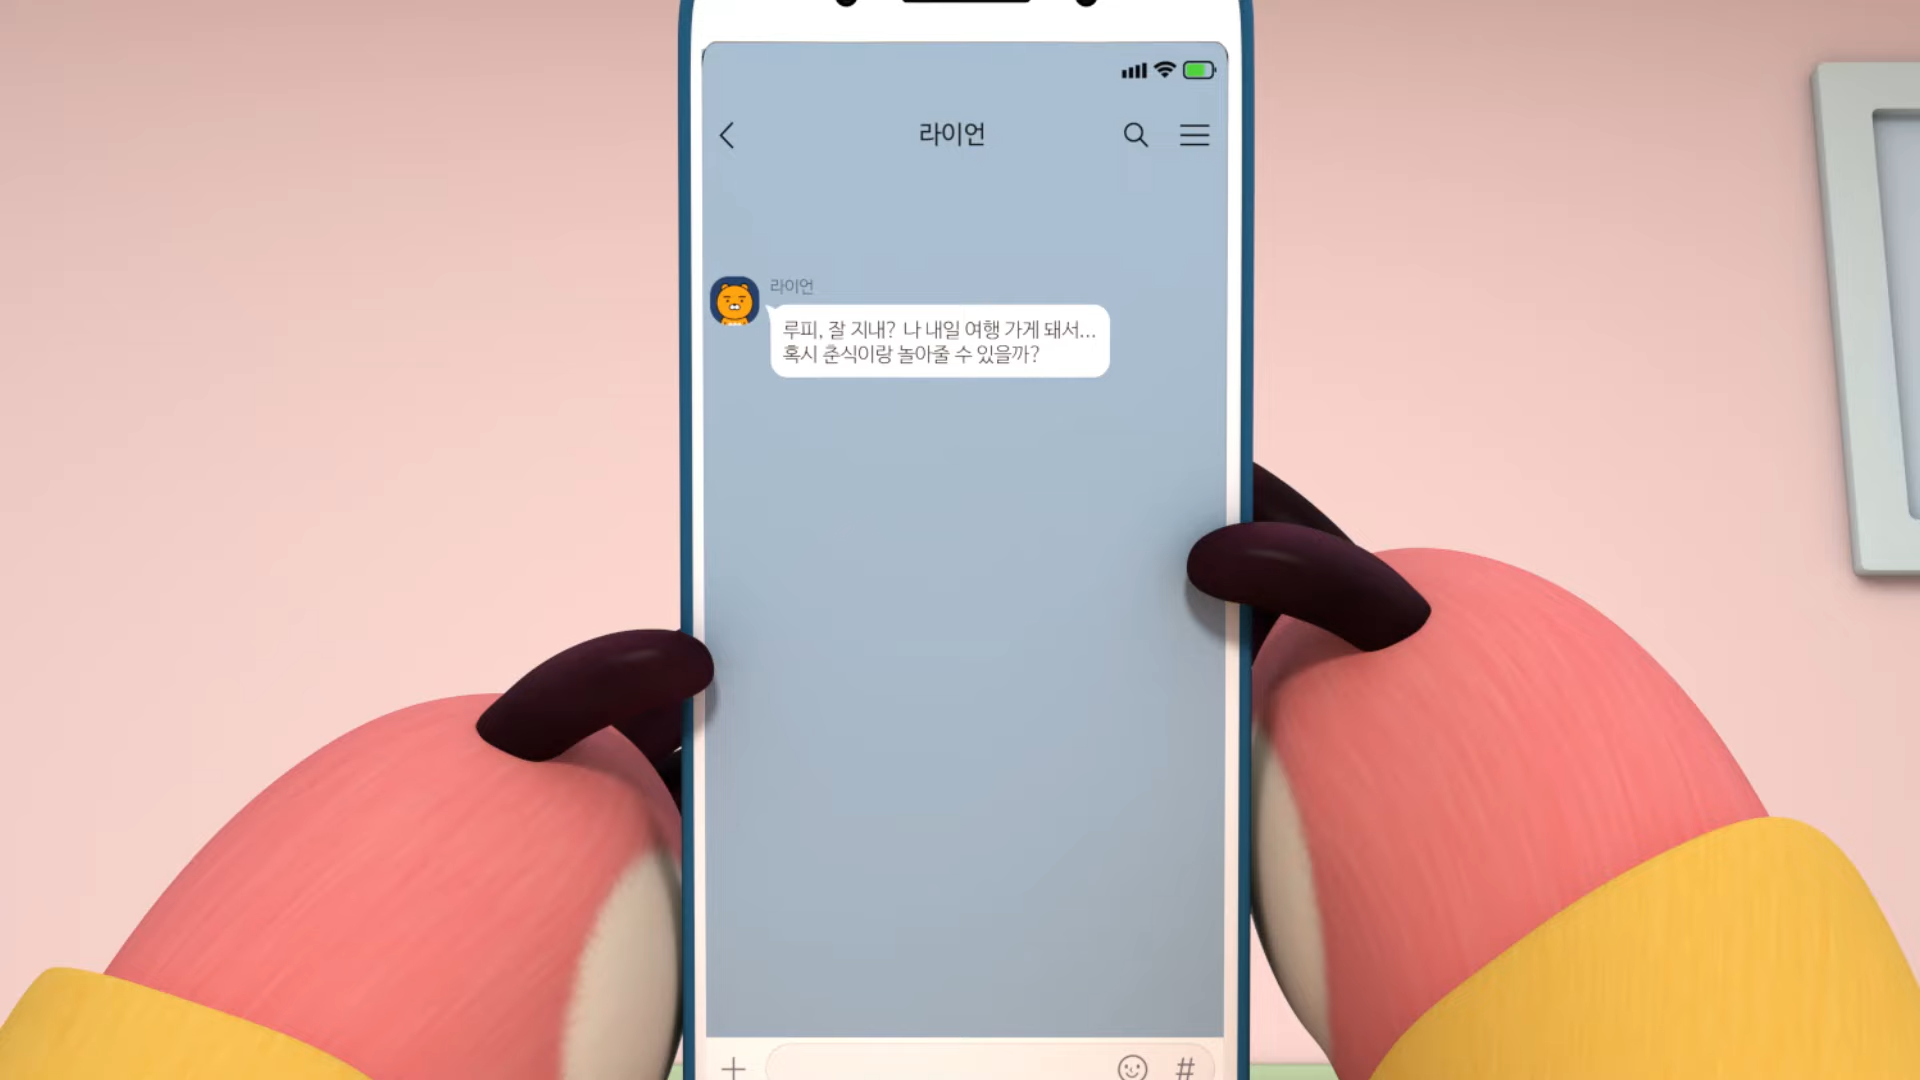 라이언
라이언
루피, 잘 지내? 나 내일 여행 가게 돼서...
혹시 춘식이랑 놀아줄 수 있을까?
#